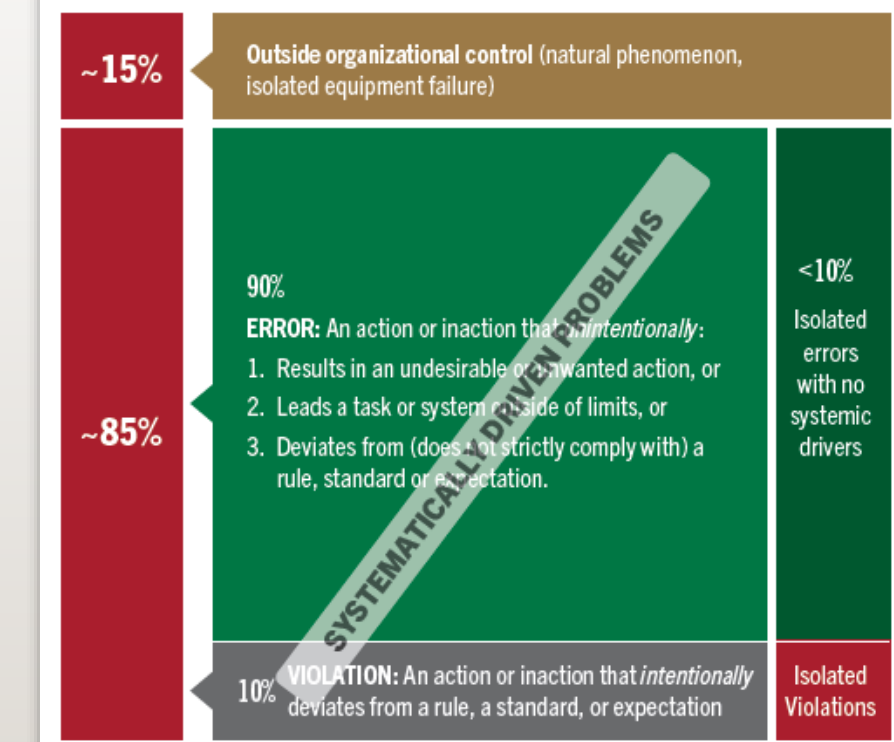 ~15%
Outside organizational control (natural phenomenon,
isolated equipment failure)
~85%
90%
ERROR: An action or inaction that unintentionally:
1. Results in an undesirable or unwanted action, or
2. Leads a task or system outside of limits, or
3. Deviates from (does not strictly comply with) a
rule, standard or expectation.
SYSTEMATICALLY DRIVEN PROBLEMS
<10%
Isolated
errors
with no
systemic
drivers
10%
VIOLATION: An action or inaction that intentionally
deviates from a rule, a standard, or expectation
Isolated
Violations